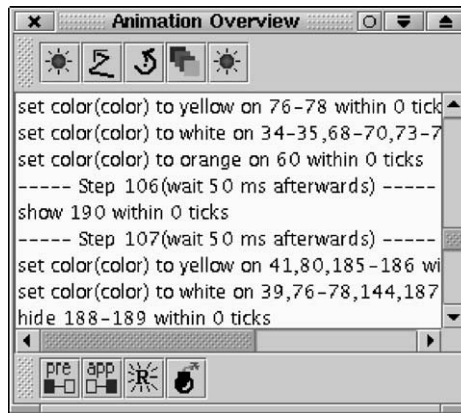 Animation Overview
set color(color) to yellow on 76-78 within 0 tick
set color(color) to white on 34-35,68-70,73-7
set color(color) to orange on 60 within 0 ticks
----- Step 106(wait 50 ms afterwards) -----
show 190 within 0 ticks
----- Step 107(wait 50 ms afterwards) -----
set color(color) to yellow on 41,80,185-186 wi
set color(color) to white on 39,76-78,144,187
hide 188-189 within 0 ticks
pre app R